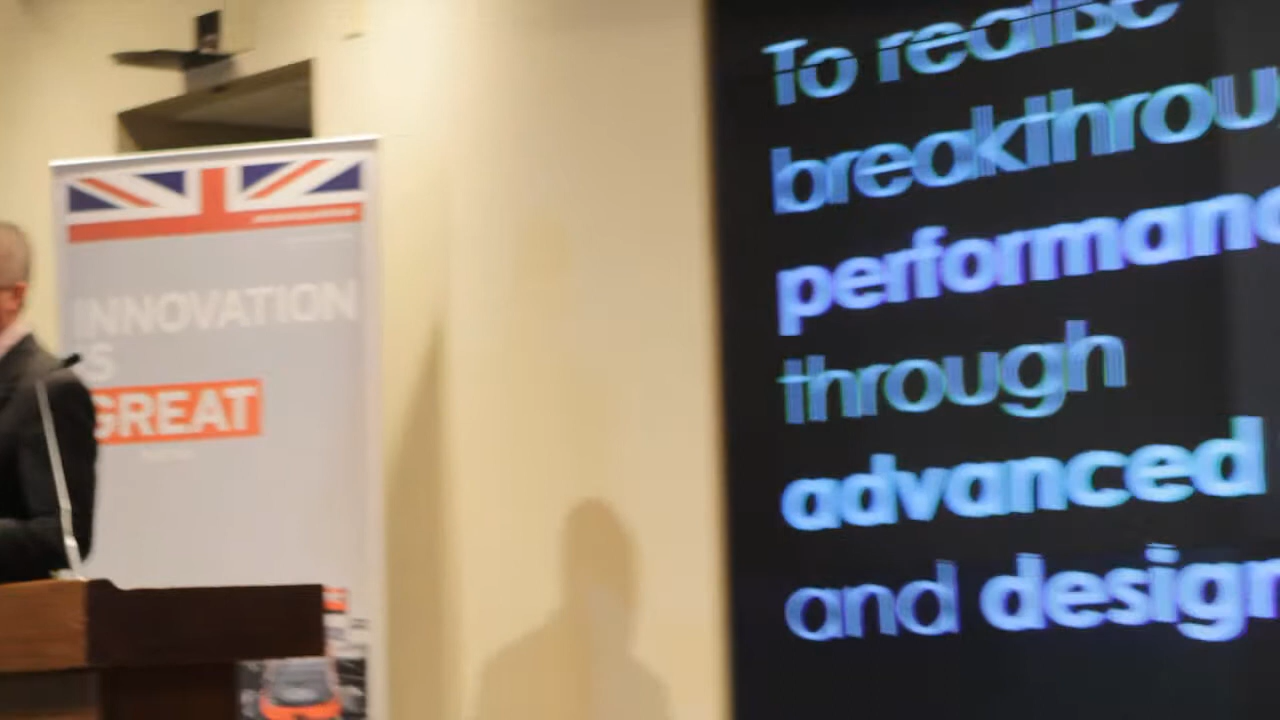 INNOVATION
IS
GREAT
To realise
breakthrou
performanc
through
advanced
and design